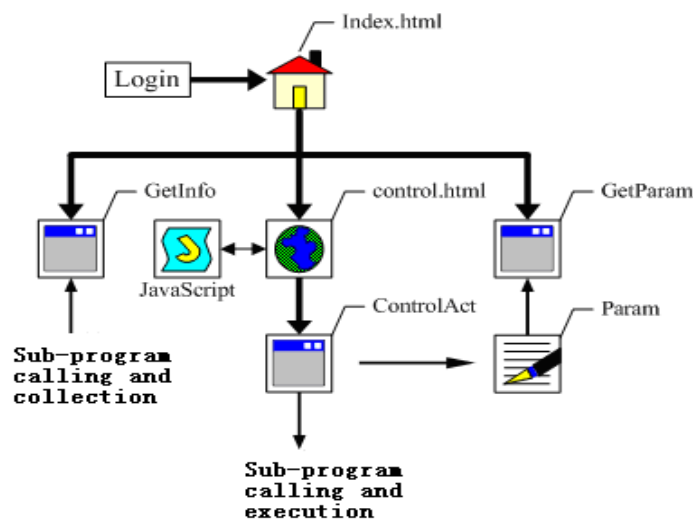 Index.html
Login
GetInfo
control.html
GetParam
JavaScript
ControlAct
Param
Sub-program
calling and
collection
Sub-program
calling and
execution